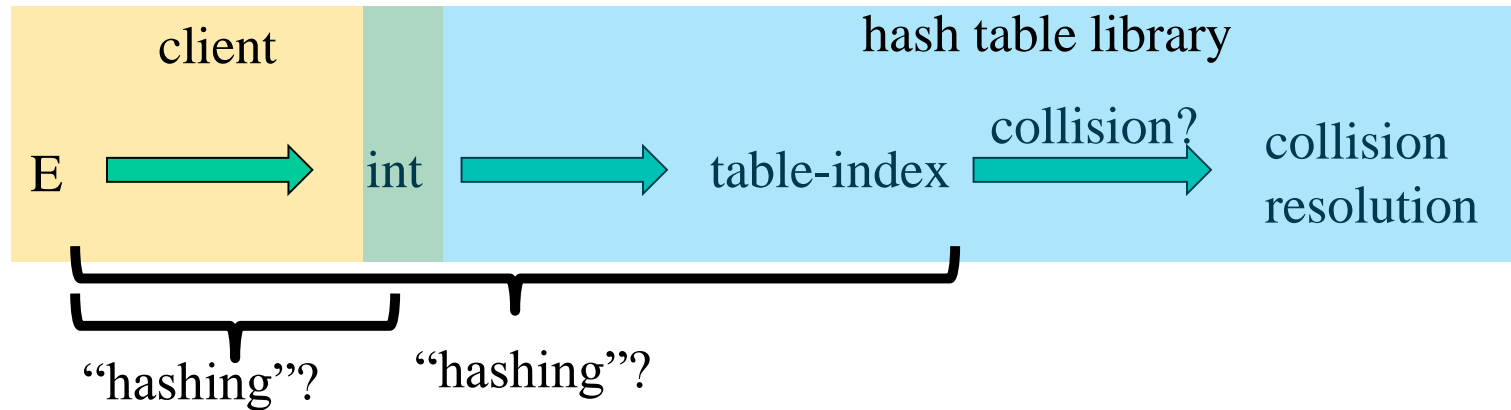 client
hash table library
E
int
table-index
collision?
collision
resolution
“hashing”?
“hashing”?